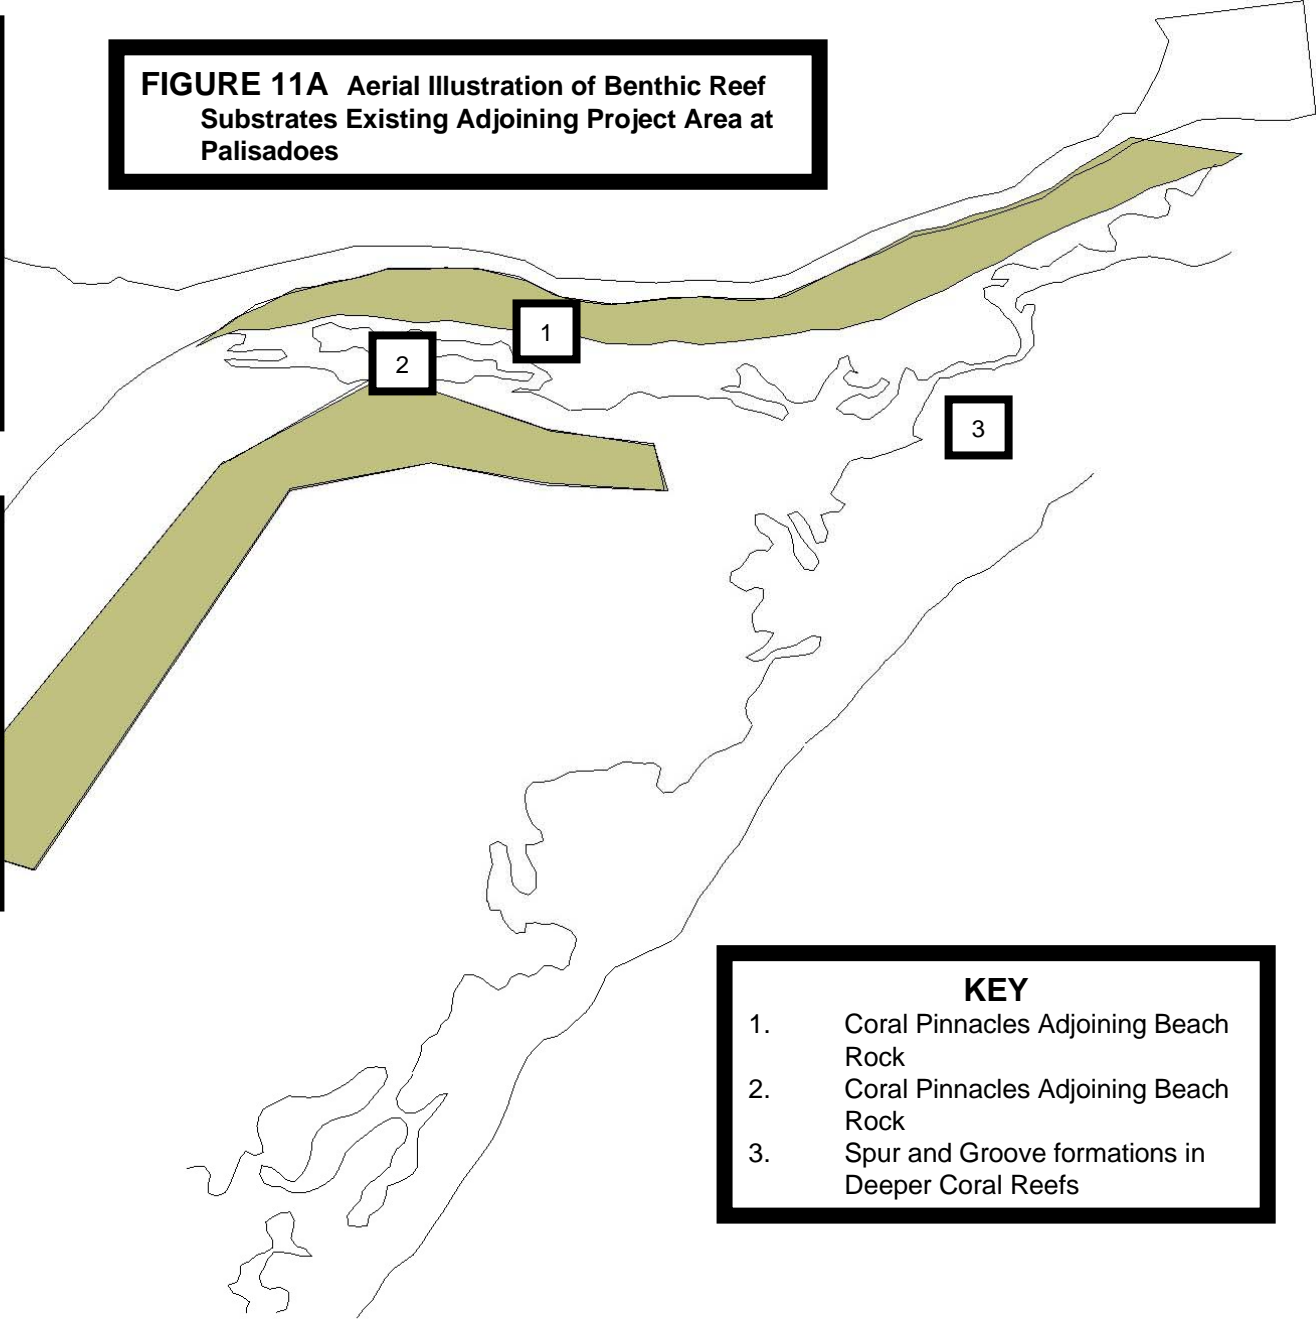 FIGURE 11A Aerial Illustration of Benthic Reef
Substrates Existing Adjoining Project Area at
Palisadoes
1
2
3
KEY
1. Coral Pinnacles Adjoining Beach
Rock
2. Coral Pinnacles Adjoining Beach
Rock
3. Spur and Groove formations in
Deeper Coral Reefs